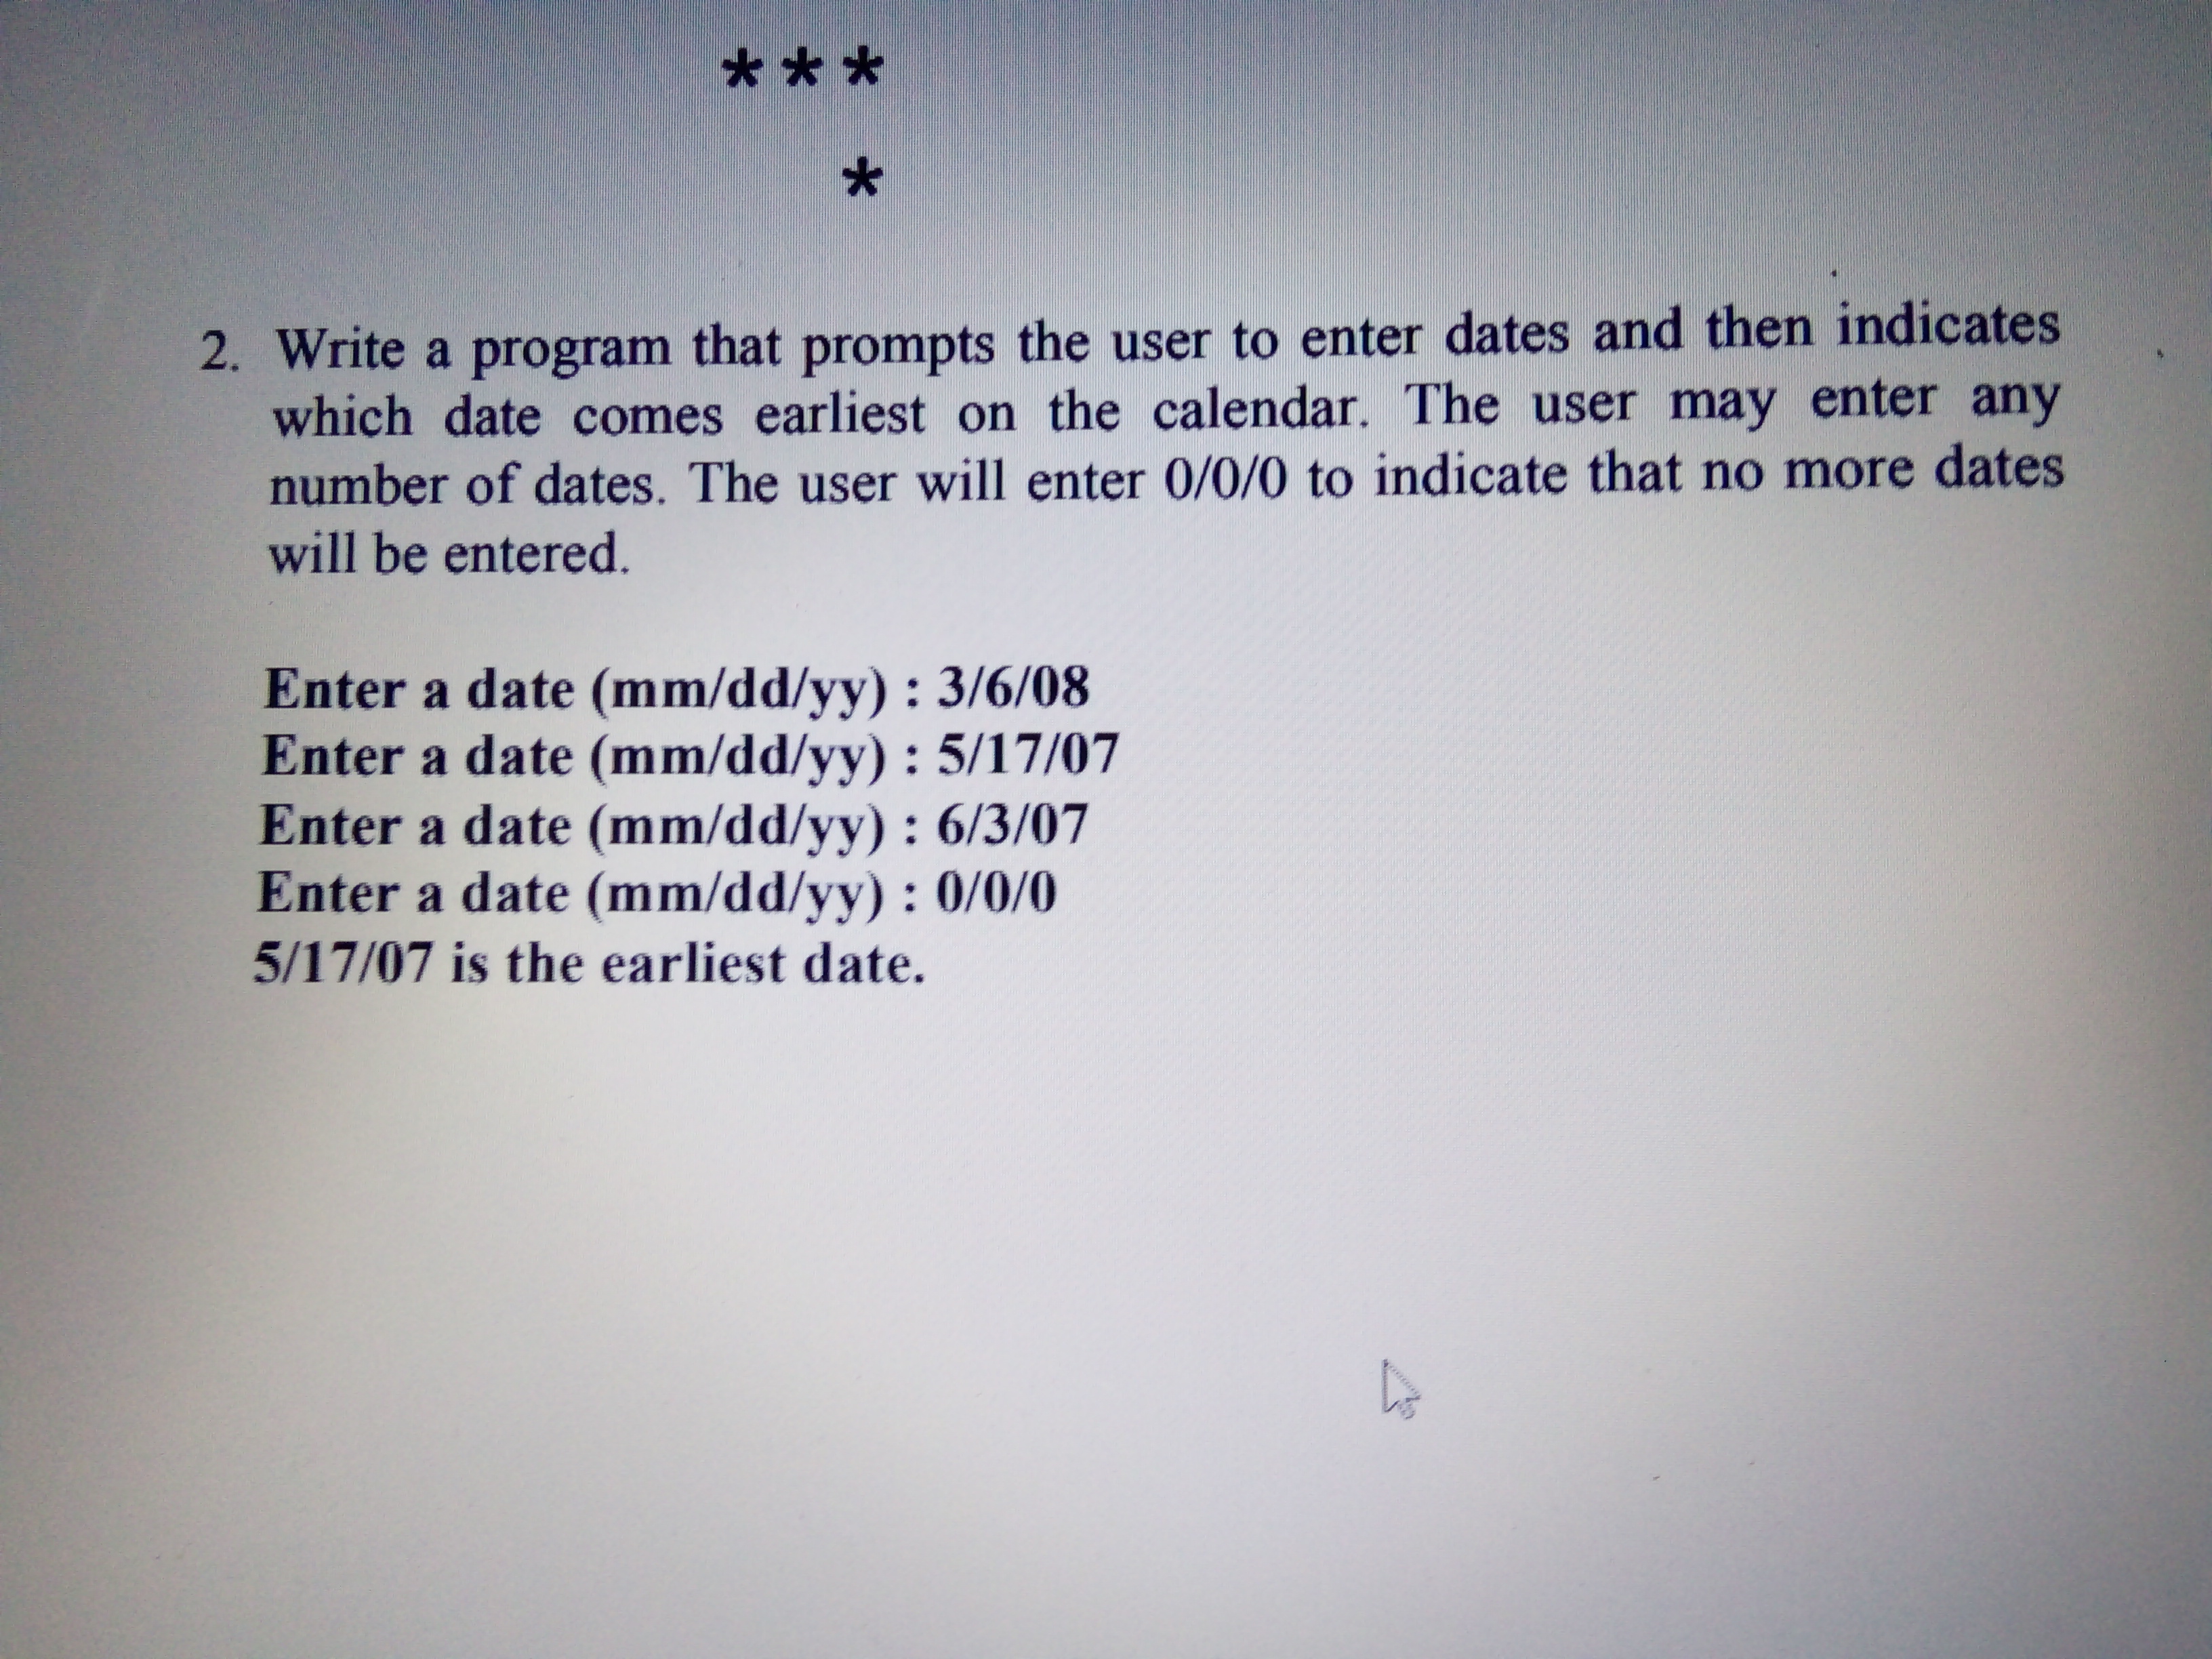 * * *
*
2. Write a program that prompts the user to enter dates and then indicates
which date comes earliest on the calendar. The user may enter any
number of dates. The user will enter 0/0/0 to indicate that no more dates
will be entered.
Enter a date (mm/dd/yy) : 3/6/08
Enter a date (mm/dd/yy) : 5/17/07
Enter a date (mm/dd/yy) : 6/3/07
Enter a date (mm/dd/yy) : 0/0/0
5/17/07 is the earliest date.